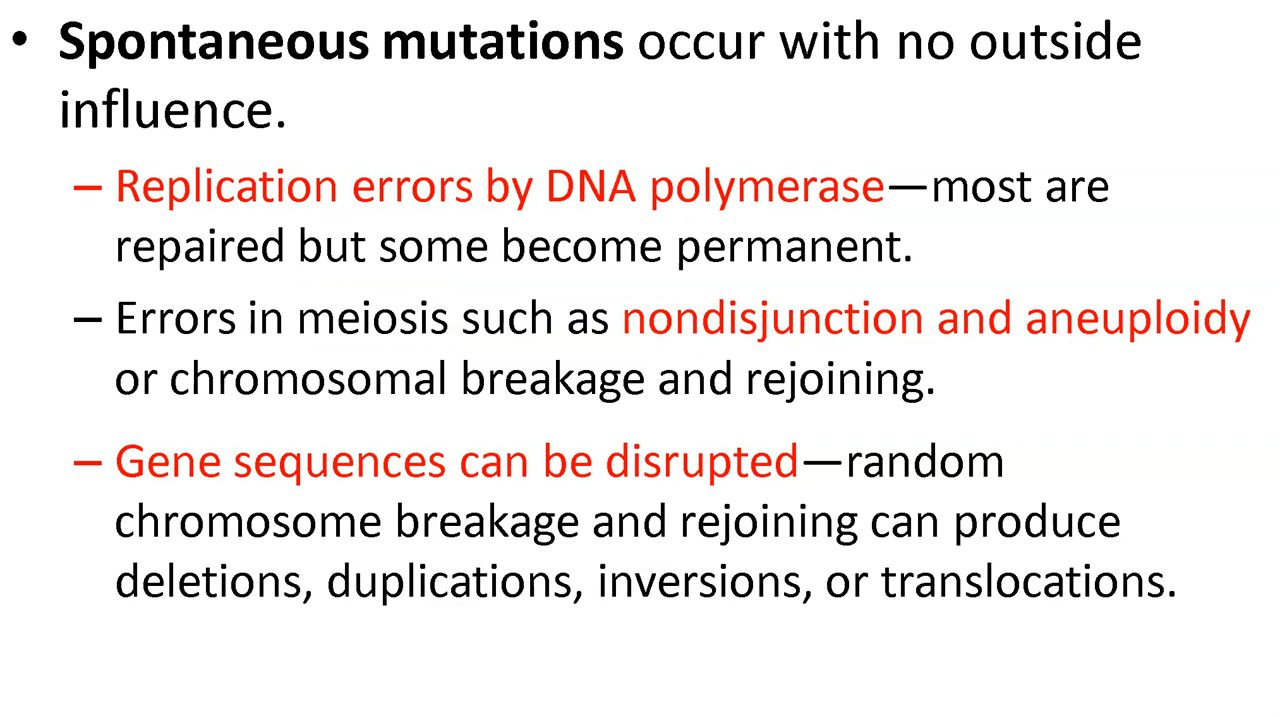 • Spontaneous mutations occur with no outside
influence.
– Replication errors by DNA polymerase—most are
repaired but some become permanent.
– Errors in meiosis such as nondisjunction and aneuploidy
or chromosomal breakage and rejoining.
– Gene sequences can be disrupted—random
chromosome breakage and rejoining can produce
deletions, duplications, inversions, or translocations.